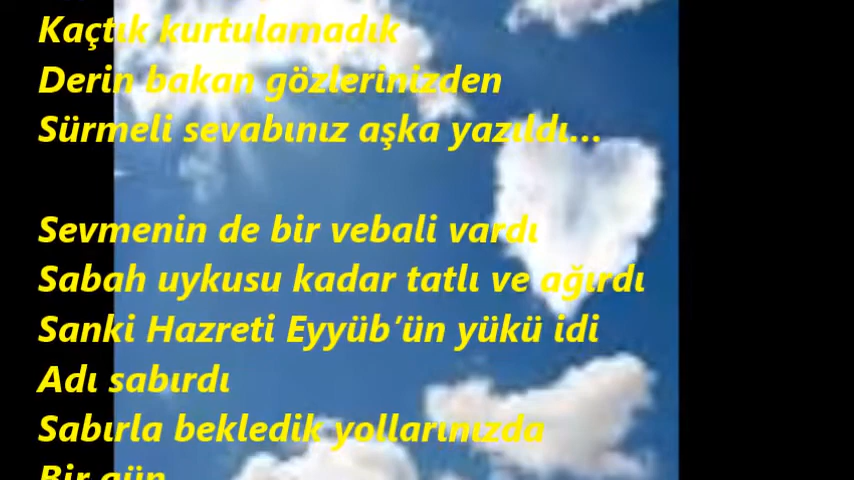 Kaçtık kurtulamadık
Derin bakan gözlerinizden
Sürmeli sevabınız aşka yazıldı...
Sevmenin de bir vebali vardı
Sabah uykusu kadar tatlı ve ağırdı
Sanki Hazreti Eyyüb’ün yükü idi
Adı sabırdı
Sabırla bekledik yollarınızda
Bir gün